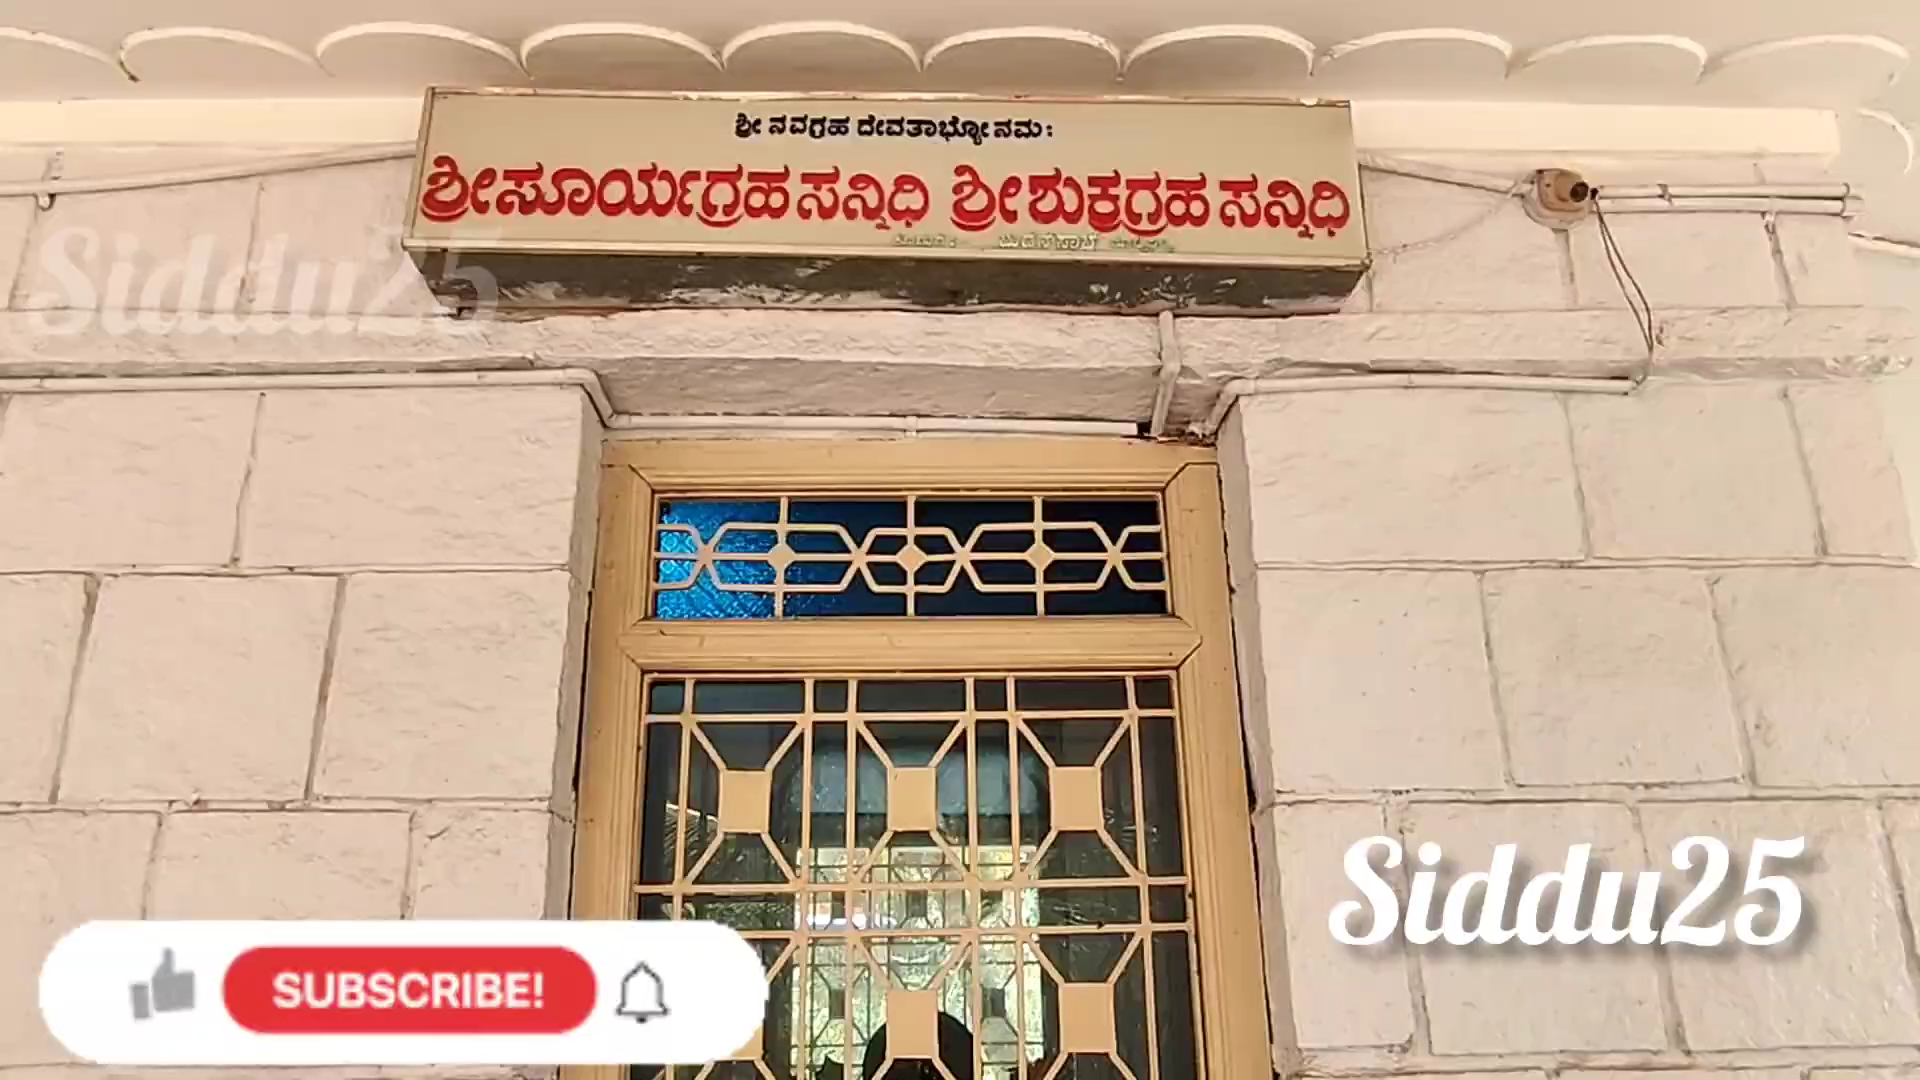 ಶ್ರೀ ನವಗ್ರಹ ದೇವತಾಭ್ಯೋ ನಮಃ
ಶ್ರೀ ಸೂರ್ಯಗ್ರಹ ಸನ್ನಿಧಿ ಶ್ರೀ ಶುಕ್ರಗ್ರಹ ಸನ್ನಿಧಿ
Siddu25
Siddu25
SUBSCRIBE!